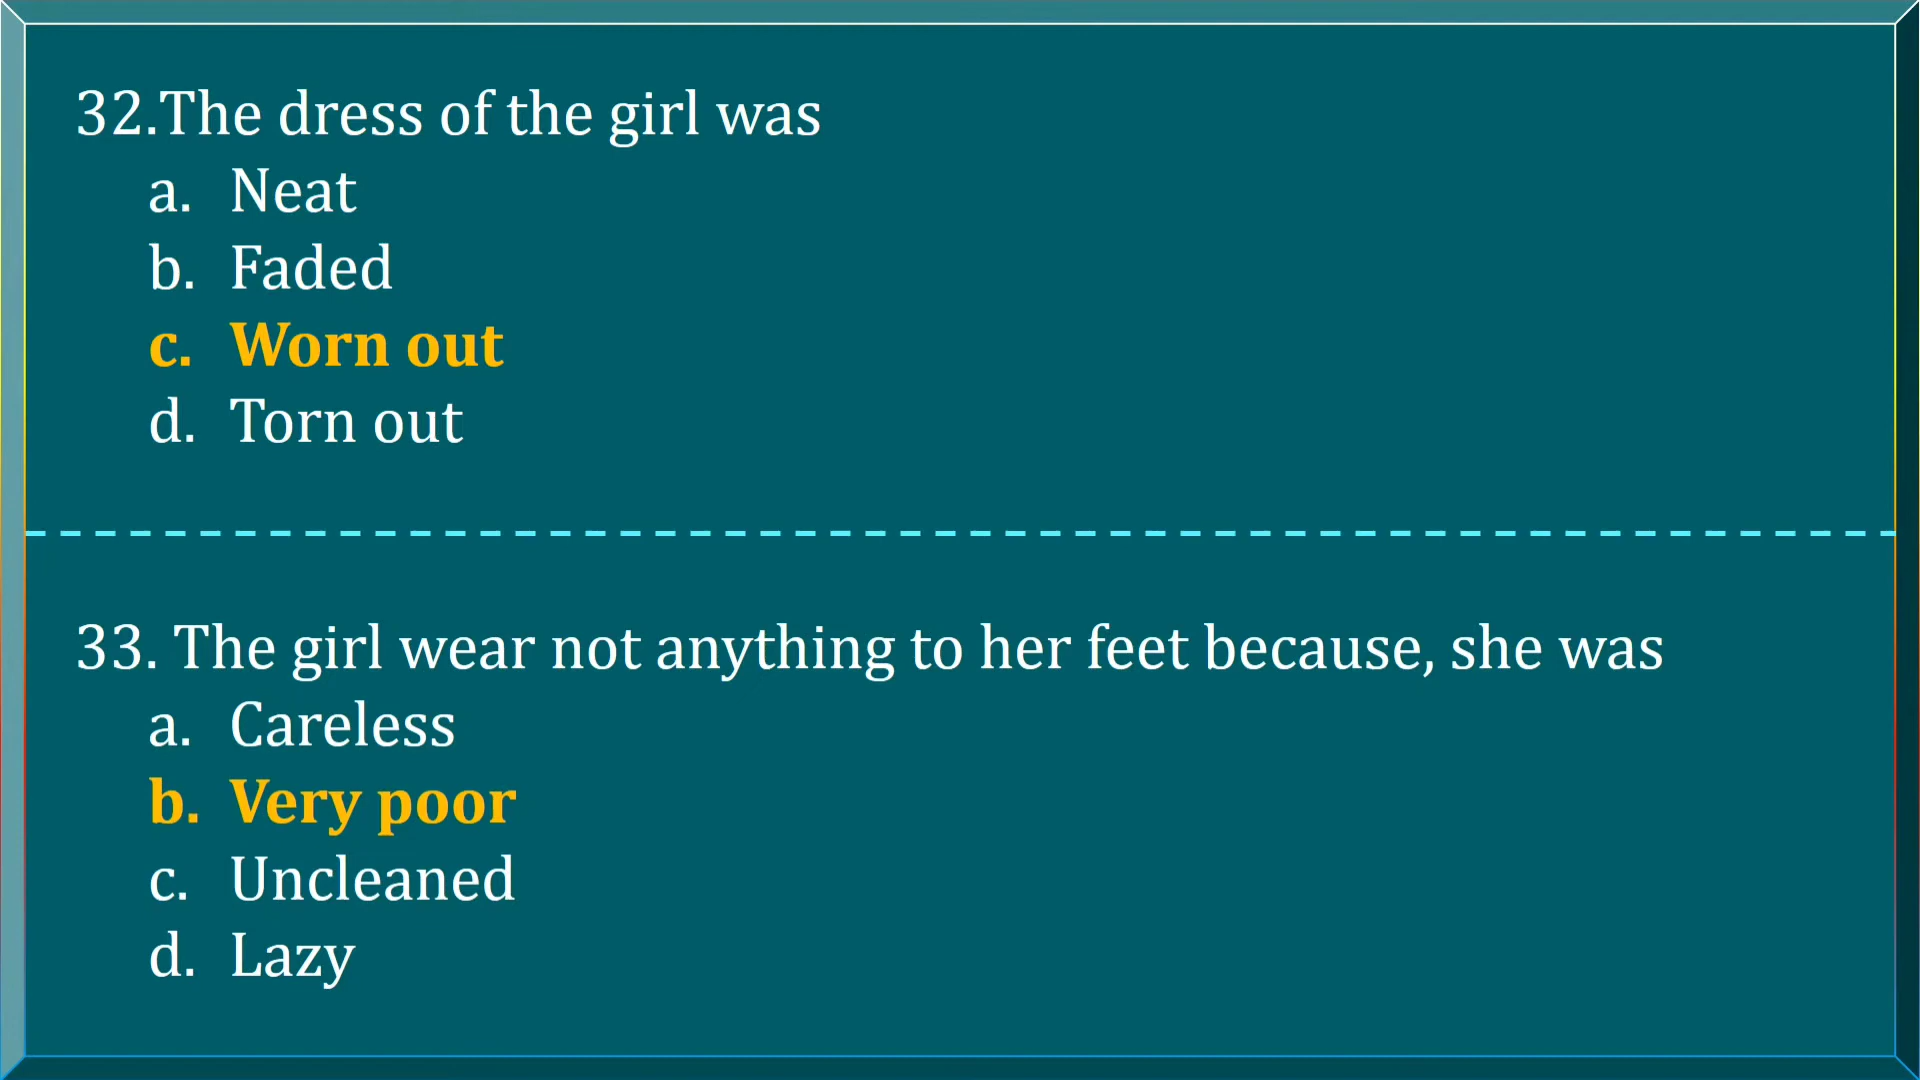 32.The dress of the girl was
a. Neat
b. Faded
c. Worn out
d. Torn out
33. The girl wear not anything to her feet because, she was
a. Careless
b. Very poor
c. Uncleaned
d. Lazy